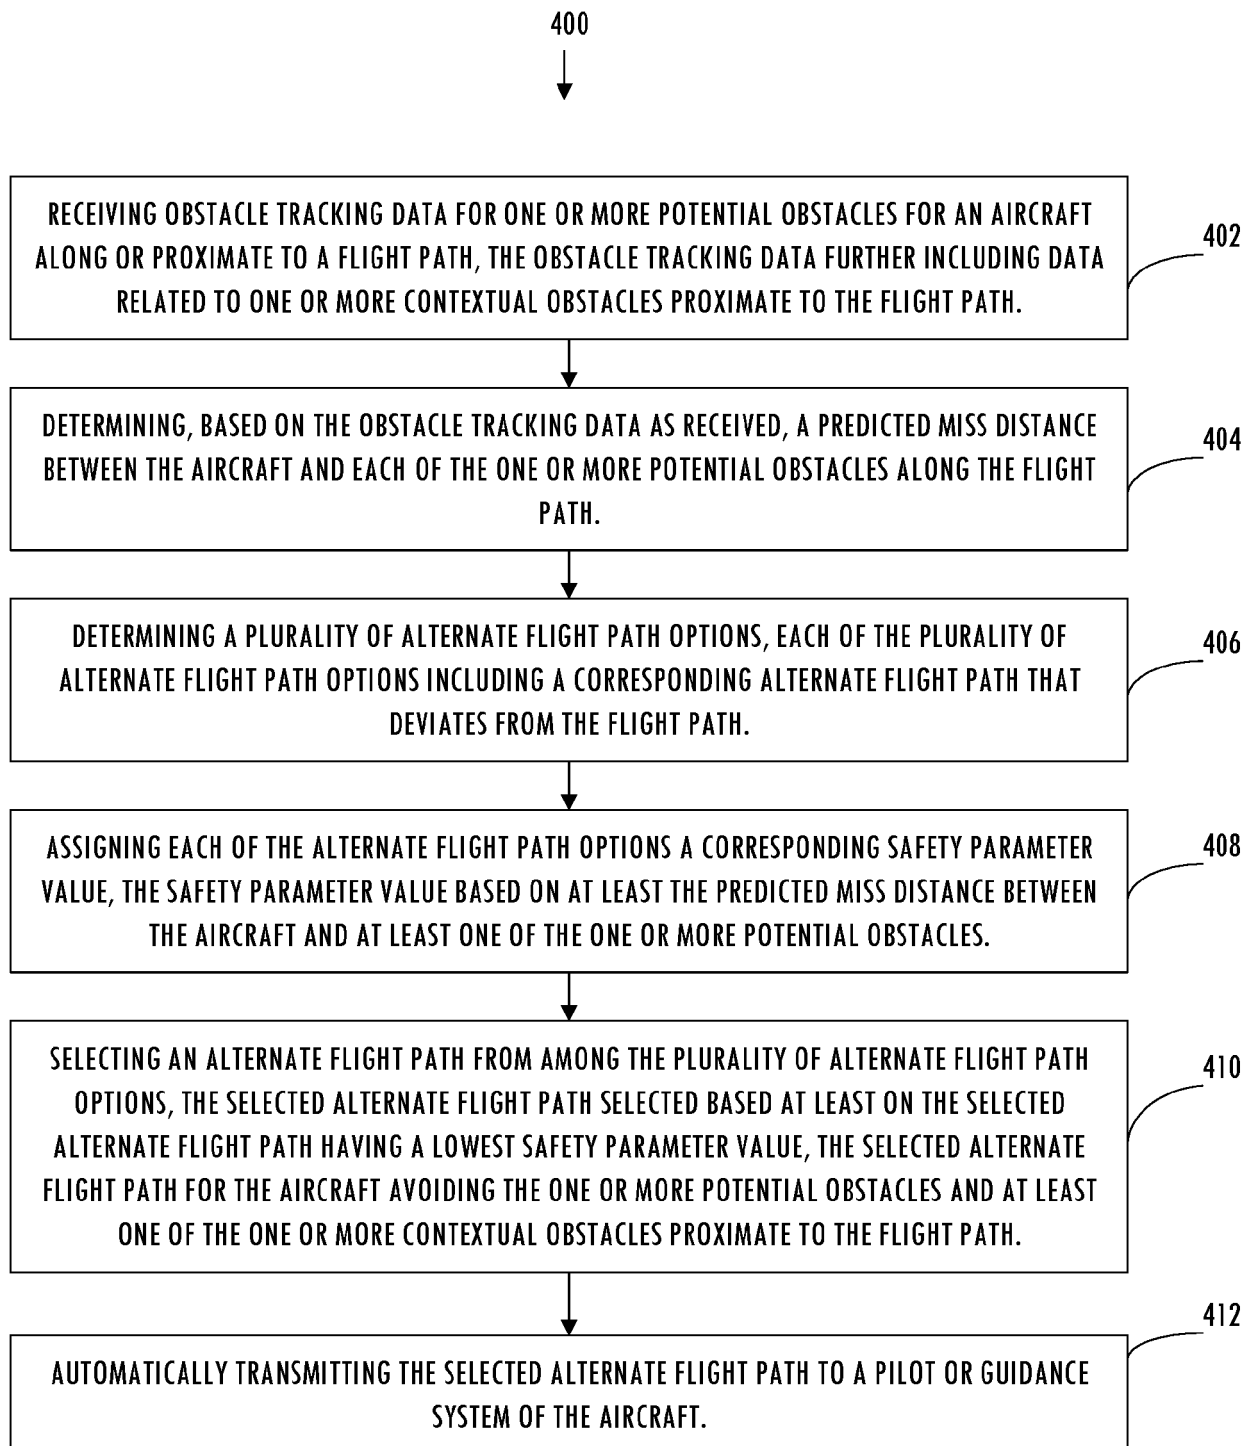 400
RECEIVING OBSTACLE TRACKING DATA FOR ONE OR MORE POTENTIAL OBSTACLES FOR AN AIRCRAFT
ALONG OR PROXIMATE TO A FLIGHT PATH, THE OBSTACLE TRACKING DATA FURTHER INCLUDING DATA
RELATED TO ONE OR MORE CONTEXTUAL OBSTACLES PROXIMATE TO THE FLIGHT PATH.
402
DETERMINING, BASED ON THE OBSTACLE TRACKING DATA AS RECEIVED, A PREDICTED MISS DISTANCE
BETWEEN THE AIRCRAFT AND EACH OF THE ONE OR MORE POTENTIAL OBSTACLES ALONG THE FLIGHT
PATH.
404
DETERMINING A PLURALITY OF ALTERNATE FLIGHT PATH OPTIONS, EACH OF THE PLURALITY OF
ALTERNATE FLIGHT PATH OPTIONS INCLUDING A CORRESPONDING ALTERNATE FLIGHT PATH THAT
DEVIATES FROM THE FLIGHT PATH.
406
ASSIGNING EACH OF THE ALTERNATE FLIGHT PATH OPTIONS A CORRESPONDING SAFETY PARAMETER
VALUE, THE SAFETY PARAMETER VALUE BASED ON AT LEAST THE PREDICTED MISS DISTANCE BETWEEN
THE AIRCRAFT AND AT LEAST ONE OF THE ONE OR MORE POTENTIAL OBSTACLES.
408
SELECTING AN ALTERNATE FLIGHT PATH FROM AMONG THE PLURALITY OF ALTERNATE FLIGHT PATH
OPTIONS, THE SELECTED ALTERNATE FLIGHT PATH SELECTED BASED AT LEAST ON THE SELECTED
ALTERNATE FLIGHT PATH HAVING A LOWEST SAFETY PARAMETER VALUE, THE SELECTED ALTERNATE
FLIGHT PATH FOR THE AIRCRAFT AVOIDING THE ONE OR MORE POTENTIAL OBSTACLES AND AT LEAST
ONE OF THE ONE OR MORE CONTEXTUAL OBSTACLES PROXIMATE TO THE FLIGHT PATH.
410
AUTOMATICALLY TRANSMITTING THE SELECTED ALTERNATE FLIGHT PATH TO A PILOT OR GUIDANCE
SYSTEM OF THE AIRCRAFT.
412